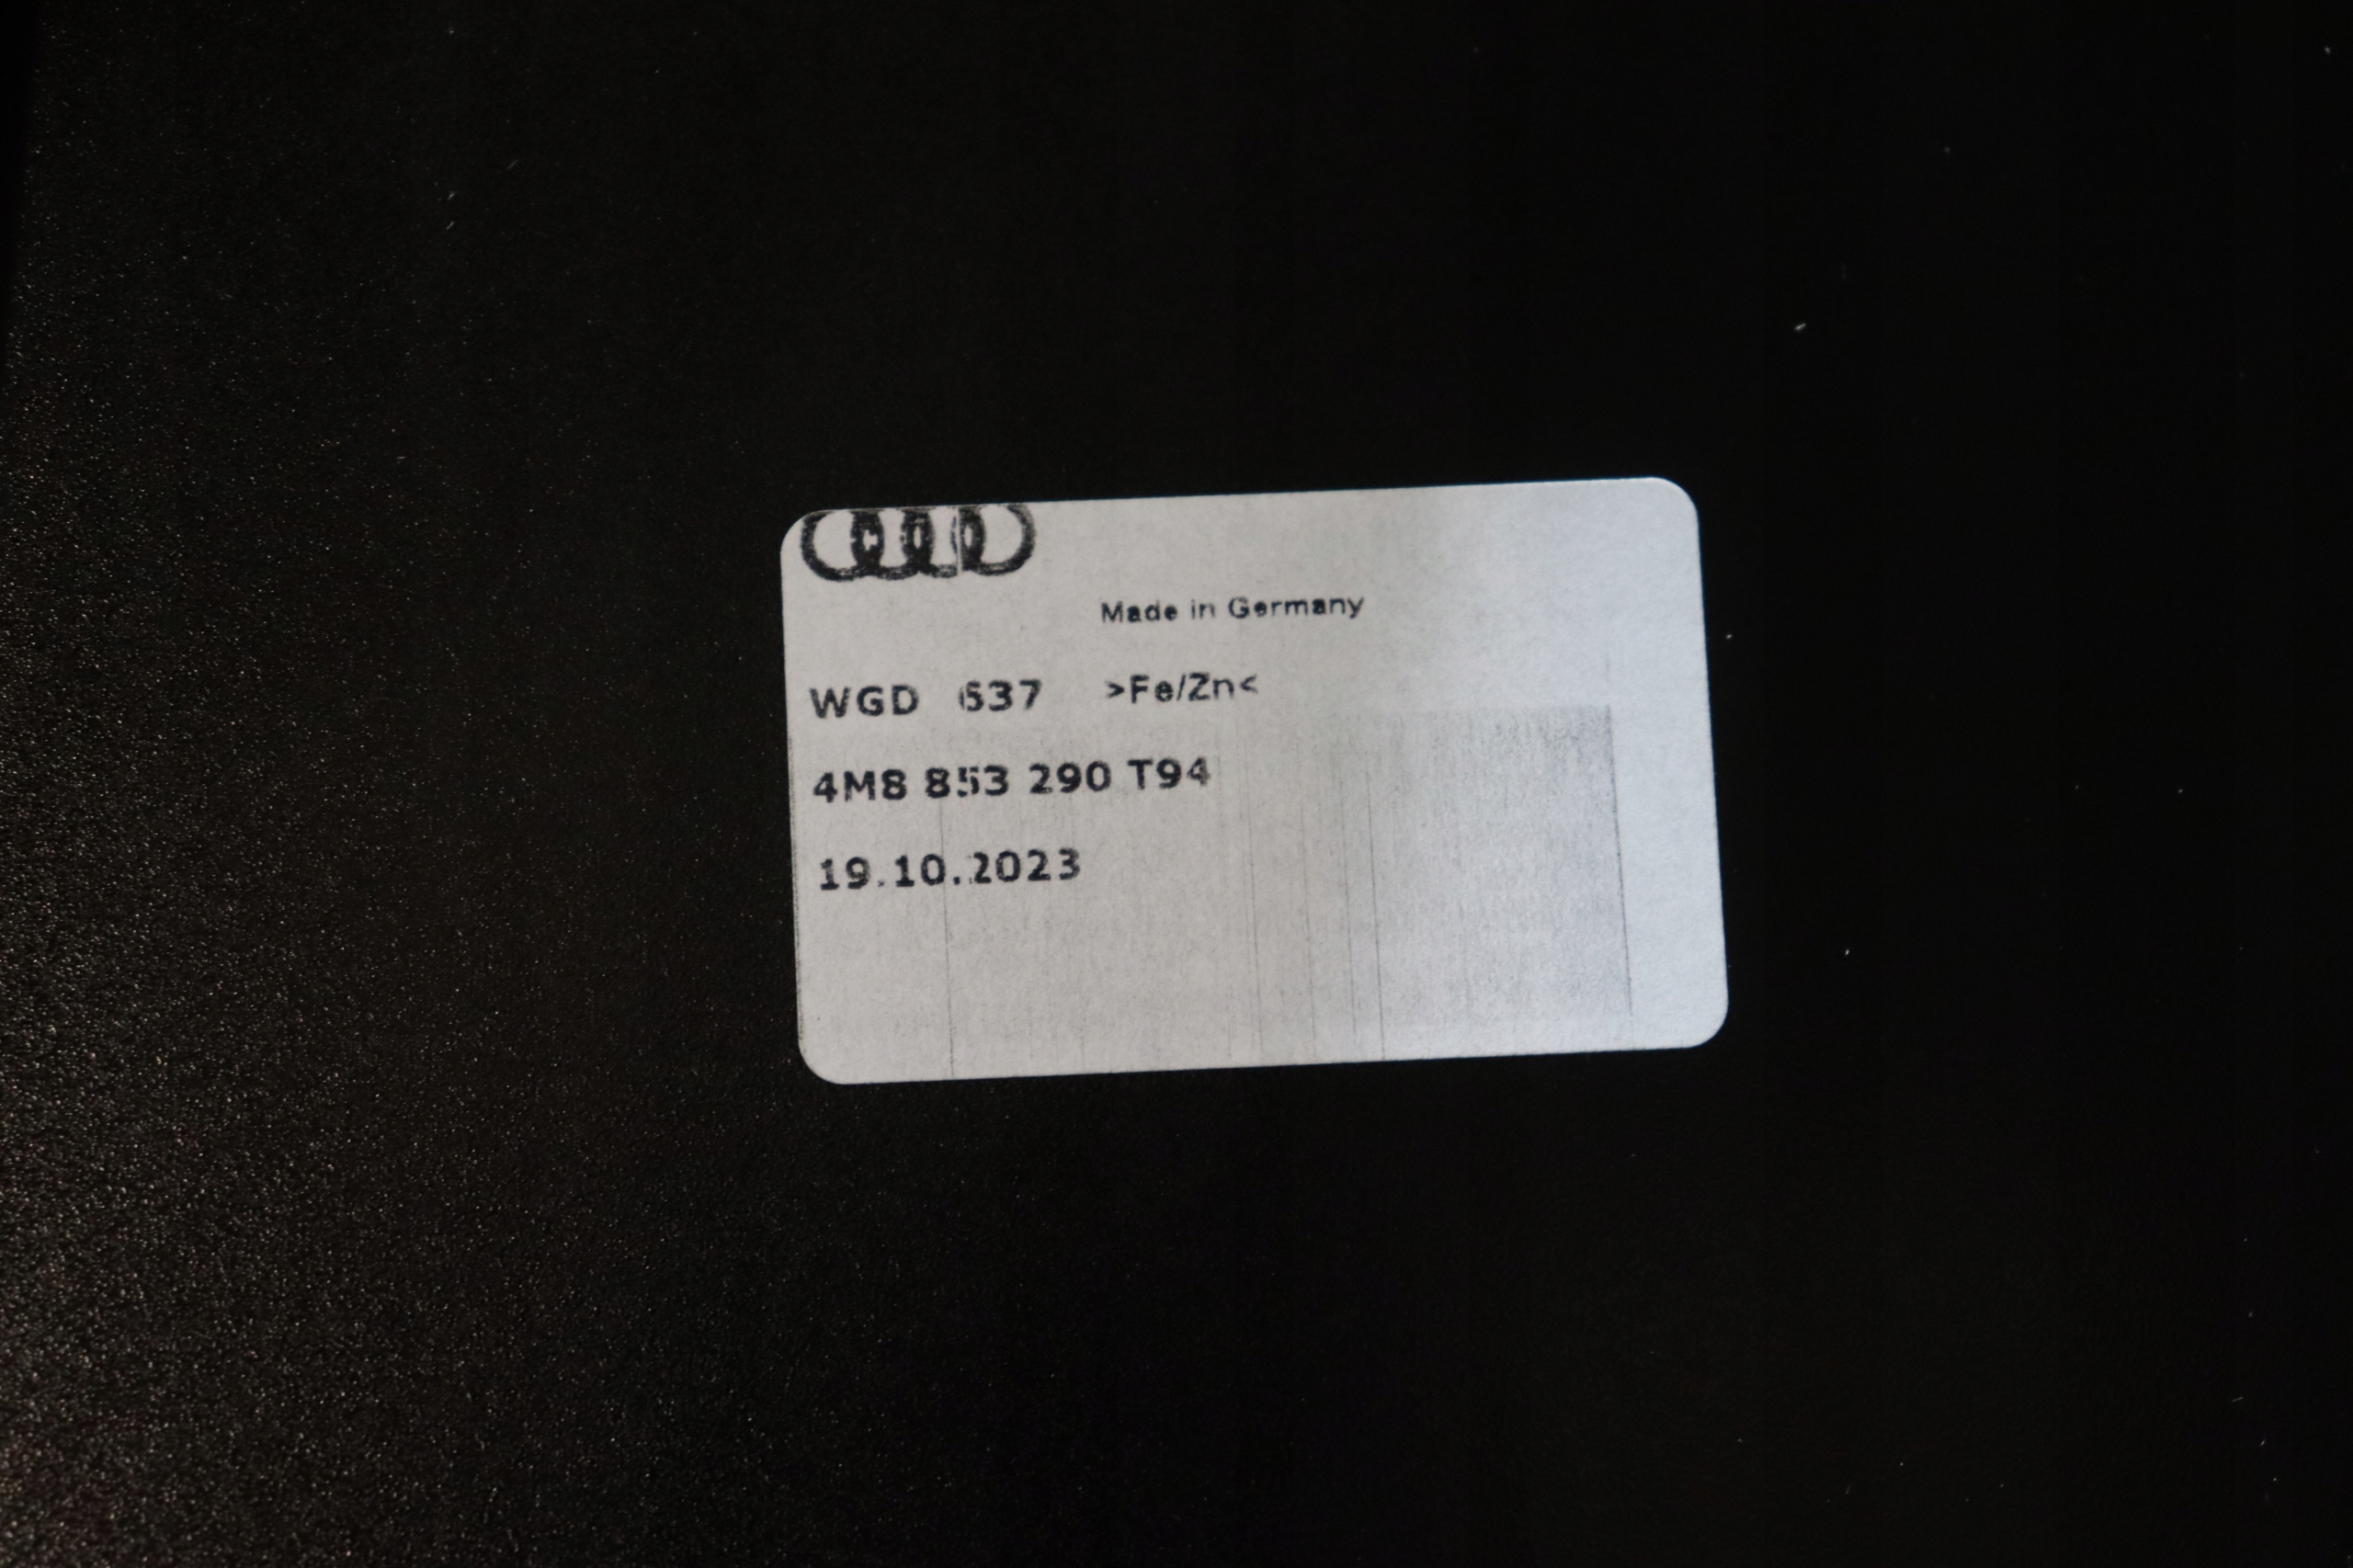 Made in Germany
WGD 637 >Fe/Zn<
4M8 853 290 T94
19.10.2023